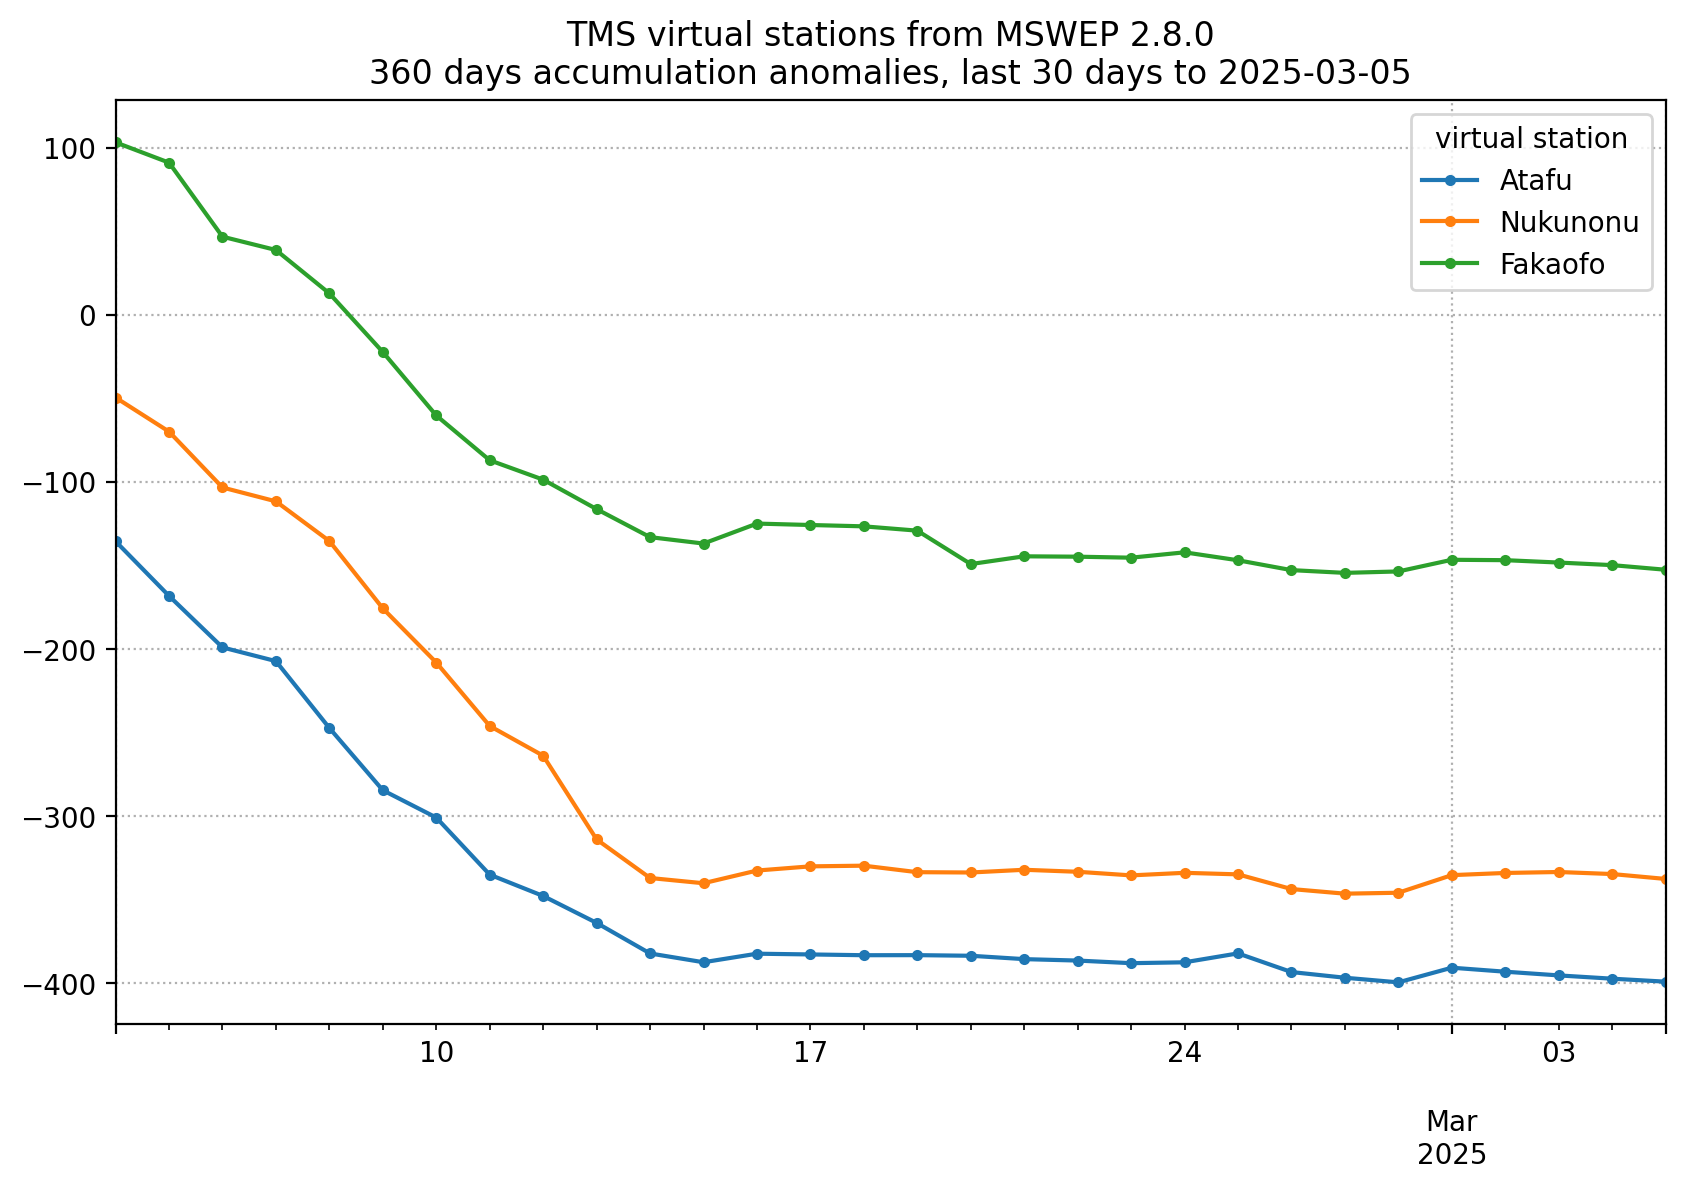 TMS virtual stations from MSWEP 2.8.0
360 days accumulation anomalies, last 30 days to 2025-03-05
virtual station
Atafu
Nukunonu
Fakaofo
100
0
−100
−200
−300
−400
10
17
24
03
Mar
2025